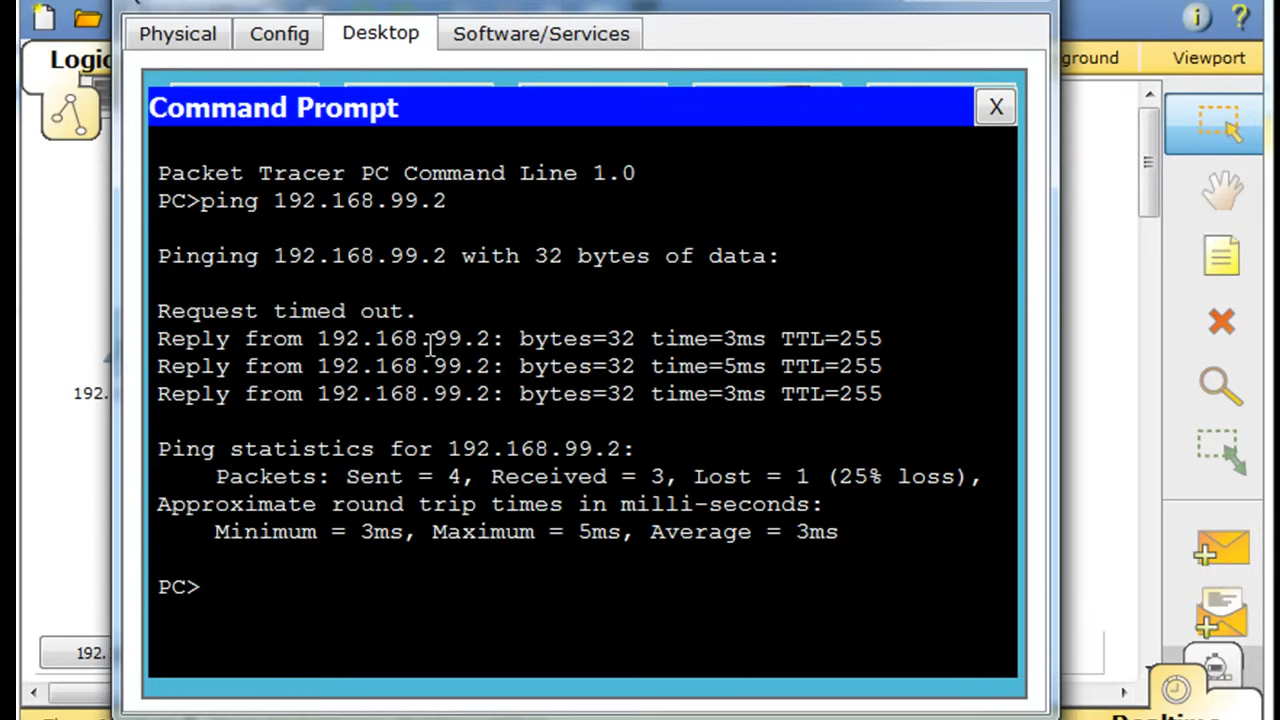 Physical Config Desktop Software/Services
Logic
ground Viewport
Command Prompt X
Packet Tracer PC Command Line 1.0
PC>ping 192.168.99.2
Pinging 192.168.99.2 with 32 bytes of data:
Request timed out.
Reply from 192.168.99.2: bytes=32 time=3ms TTL=255
Reply from 192.168.99.2: bytes=32 time=5ms TTL=255
Reply from 192.168.99.2: bytes=32 time=3ms TTL=255
192.
Ping statistics for 192.168.99.2:
Packets: Sent = 4, Received = 3, Lost = 1 (25% loss),
Approximate round trip times in milli-seconds:
Minimum = 3ms, Maximum = 5ms, Average = 3ms
PC>
192.
Realtime